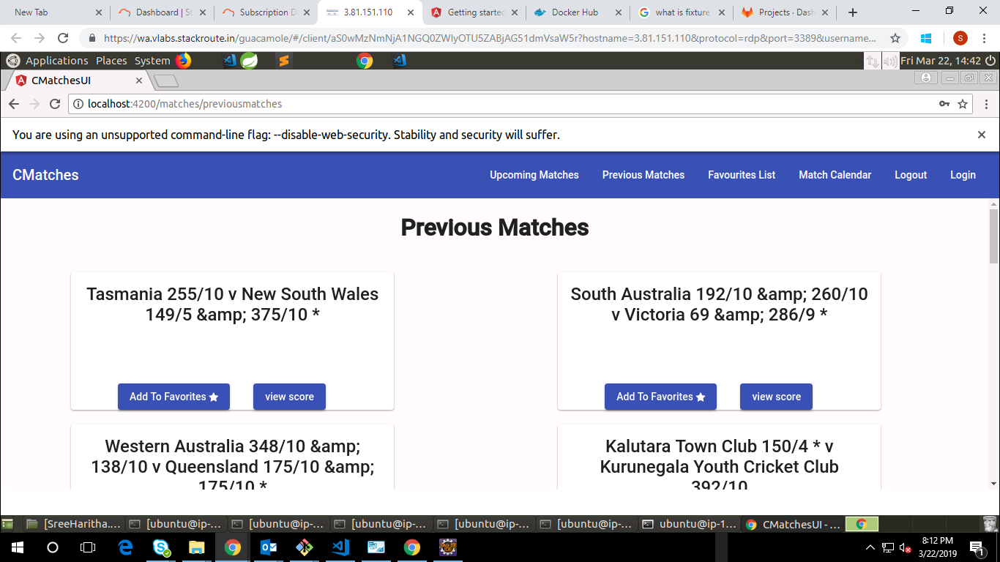 New Tab
Dashboard | St
Subscription D
3.81.151.110
Getting started
Docker Hub
what is fixture
Projects · Dash
https://wa.vlabs.stackroute.in/guacamole/#/client/aS0wMzNmNjA1NGQ0ZWIyOTU5ZABjAG51dmVsaW5r?hostname=3.81.151.110&protocol=rdp&port=3389&username...
S
Applications Places System
Fri Mar 22, 14:42
CMatchesUI
localhost:4200/matches/previousmatches
You are using an unsupported command-line flag: --disable-web-security. Stability and security will suffer.
CMatches
Upcoming Matches
Previous Matches
Favourites List
Match Calendar
Logout
Login
Previous Matches
Tasmania 255/10 v New South Wales
149/5 &amp;amp; 375/10 *
Add To Favorites
view score
South Australia 192/10 &amp;amp; 260/10
v Victoria 69 &amp;amp; 286/9 *
Add To Favorites
view score
Western Australia 348/10 &amp;amp;
138/10 v Queensland 175/10 &amp;amp;
175/10 *
Kalutara Town Club 150/4 * v
Kurunegala Youth Cricket Club
392/10
[SreeHaritha....
[ubuntu@ip-...
[ubuntu@ip-...
[ubuntu@ip-...
[ubuntu@ip-...
[ubuntu@ip-...
ubuntu@ip-1...
CMatchesUI - ...
8:12 PM
3/22/2019
1